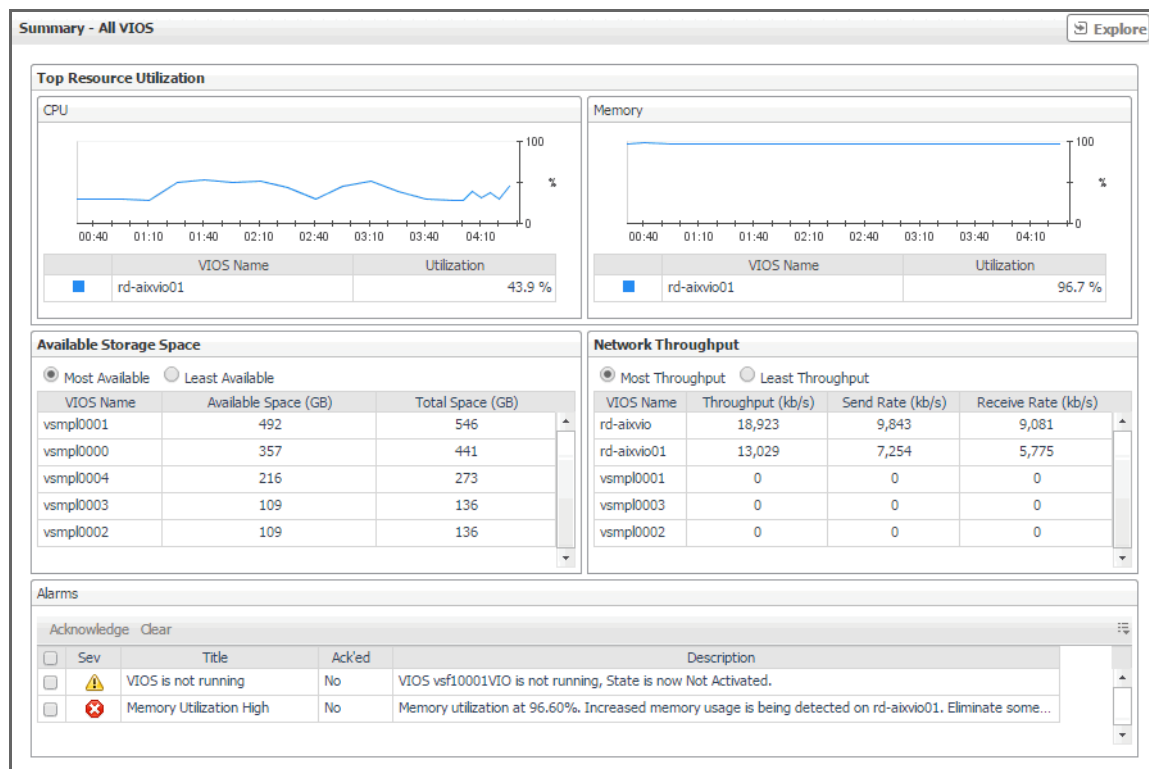 Summary - All VIOS
Explore
Top Resource Utilization
CPU
100
%
0
00:40 01:10 01:40 02:10 02:40 03:10 03:40 04:10
VIOS Name Utilization
rd-aixvio01 43.9 %
Memory
100
%
0
00:40 01:10 01:40 02:10 02:40 03:10 03:40 04:10
VIOS Name Utilization
rd-aixvio01 96.7 %
Available Storage Space
Most Available Least Available
VIOS Name Available Space (GB) Total Space (GB)
vsmpl0001 492 546
vsmpl0000 357 441
vsmpl0004 216 273
vsmpl0003 109 136
vsmpl0002 109 136
Network Throughput
Most Throughput Least Throughput
VIOS Name Throughput (kb/s) Send Rate (kb/s) Receive Rate (kb/s)
rd-aixvio 18,923 9,843 9,081
rd-aixvio01 13,029 7,254 5,775
vsmpl0001 0 0 0
vsmpl0003 0 0 0
vsmpl0002 0 0 0
Alarms
Acknowledge Clear
Sev Title Ack'ed Description
VIOS is not running No VIOS vsf10001VIO is not running, State is now Not Activated.
Memory Utilization High No Memory utilization at 96.60%. Increased memory usage is being detected on rd-aixvio01. Eliminate some...